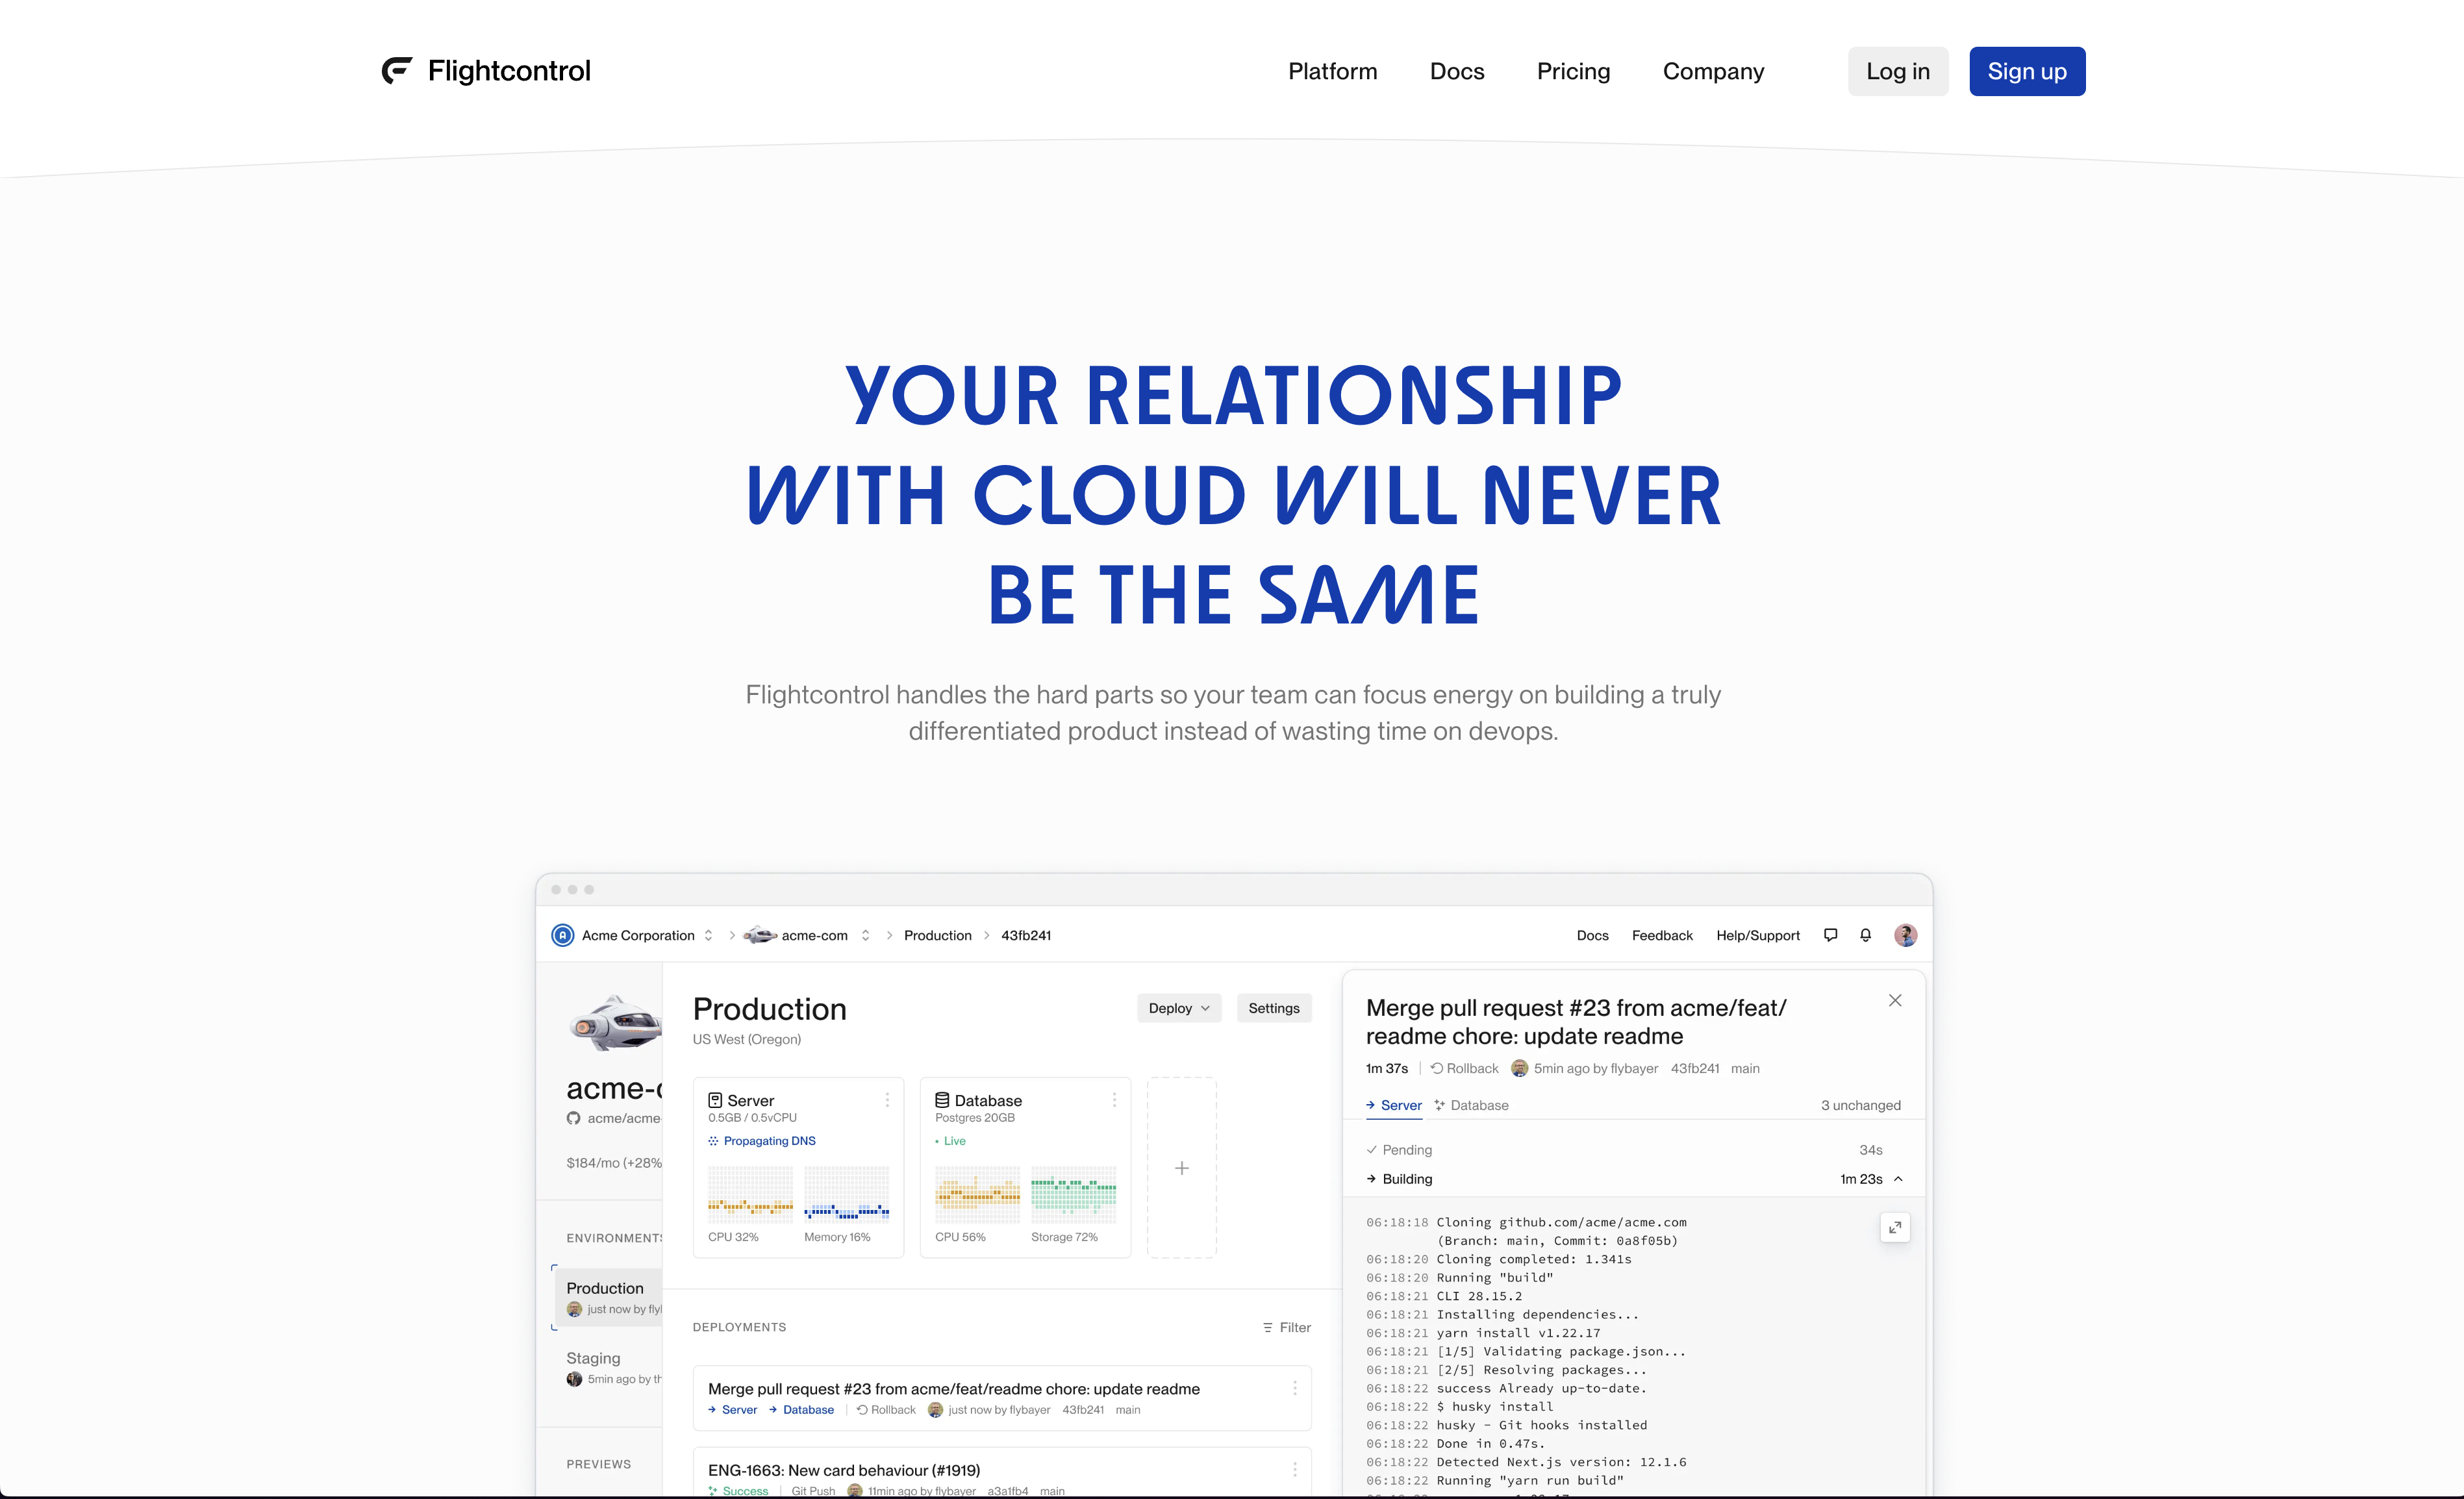 Flightcontrol
Platform
Docs
Pricing
Company
Log in
Sign up
YOUR RELATIONSHIP
WITH CLOUD WILL NEVER
BE THE SAME
Flightcontrol handles the hard parts so your team can focus energy on building a truly
differentiated product instead of wasting time on devops.
Acme Corporation
acme-com
Production
43fb241
Docs
Feedback
Help/Support
acme-
acme/acme-
$184/mo (+28%
ENVIRONMENTS
Production
just now by fly
Staging
5min ago by th
PREVIEWS
Production
Deploy
Settings
US West (Oregon)
Server
0.5GB / 0.5vCPU
Propagating DNS
CPU 32%
Memory 16%
Database
Postgres 20GB
Live
CPU 56%
Storage 72%
DEPLOYMENTS
Filter
Merge pull request #23 from acme/feat/readme chore: update readme
Server Database Rollback just now by flybayer 43fb241 main
ENG-1663: New card behaviour (#1919)
Success Git Push 11min ago by flybayer a3a1fb4 main
Merge pull request #23 from acme/feat/
readme chore: update readme
1m 37s Rollback 5min ago by flybayer 43fb241 main
Server Database 3 unchanged
Pending 34s
Building 1m 23s
06:18:18 Cloning github.com/acme/acme.com
(Branch: main, Commit: 0a8f05b)
06:18:20 Cloning completed: 1.341s
06:18:20 Running "build"
06:18:21 CLI 28.15.2
06:18:21 Installing dependencies...
06:18:21 yarn install v1.22.17
06:18:21 [1/5] Validating package.json...
06:18:21 [2/5] Resolving packages...
06:18:22 success Already up-to-date.
06:18:22 $ husky install
06:18:22 husky - Git hooks installed
06:18:22 Done in 0.47s.
06:18:22 Detected Next.js version: 12.1.6
06:18:22 Running "yarn run build"